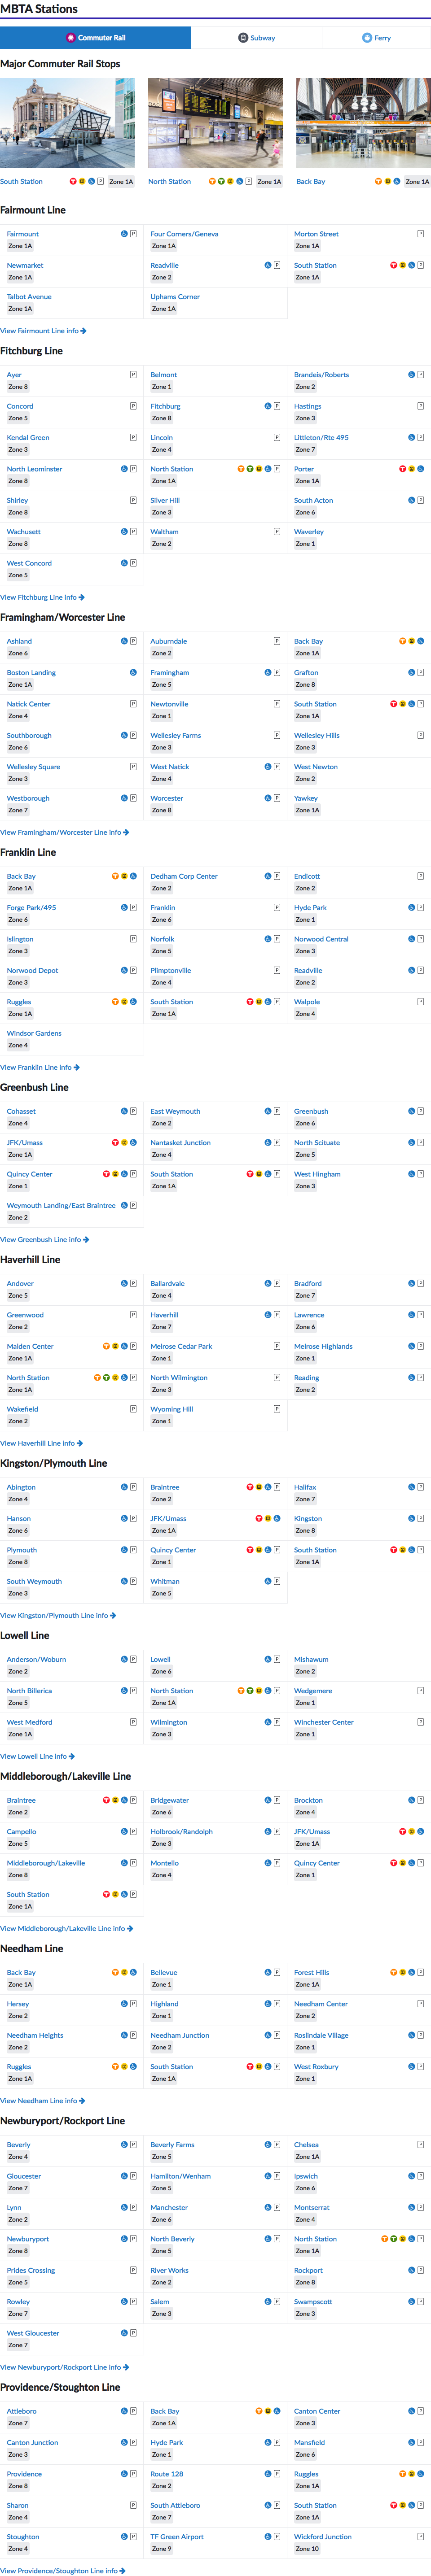 MBTA Stations
Commuter Rail
Subway
Ferry
Major Commuter Rail Stops
South Station Zone 1A
North Station Zone 1A
Back Bay Zone 1A
Fairmount Line
Fairmount P Four Corners/Geneva Morton Street P
Zone 1A Zone 1A Zone 1A
Newmarket Readville P South Station T P
Zone 1A Zone 2 Zone 1A
Talbot Avenue Uphams Corner
Zone 1A Zone 1A
View Fairmount Line info
Fitchburg Line
Ayer P Belmont Brandeis/Roberts P
Zone 8 Zone 1 Zone 2
Concord P Fitchburg P Hastings P
Zone 5 Zone 8 Zone 3
Kendal Green P Lincoln P Littleton/Rte 495 P
Zone 3 Zone 4 Zone 7
North Leominster P North Station T T P Porter T
Zone 8 Zone 1A Zone 1A
Shirley P Silver Hill South Acton P
Zone 8 Zone 3 Zone 6
Wachusett P Waltham P Waverley
Zone 8 Zone 2 Zone 1
West Concord P
Zone 5
View Fitchburg Line info
Framingham/Worcester Line
Ashland P Auburndale P Back Bay T
Zone 6 Zone 2 Zone 1A
Boston Landing Framingham P Grafton P
Zone 1A Zone 5 Zone 8
Natick Center P Newtonville P South Station T P
Zone 4 Zone 1 Zone 1A
Southborough P Wellesley Farms P Wellesley Hills P
Zone 6 Zone 3 Zone 3
Wellesley Square P West Natick P West Newton
Zone 3 Zone 4 Zone 2
Westborough P Worcester P Yawkey
Zone 7 Zone 8 Zone 1A
View Framingham/Worcester Line info
Franklin Line
Back Bay T Dedham Corp Center P Endicott P
Zone 1A Zone 2 Zone 2
Forge Park/495 P Franklin P Hyde Park P
Zone 6 Zone 6 Zone 1
Islington P Norfolk P Norwood Central P
Zone 3 Zone 5 Zone 3
Norwood Depot P Plimptonville P Readville P
Zone 3 Zone 4 Zone 2
Ruggles T South Station T P Walpole P
Zone 1A Zone 1A Zone 4
Windsor Gardens
Zone 4
View Franklin Line info
Greenbush Line
Cohasset P East Weymouth P Greenbush P
Zone 4 Zone 2 Zone 6
JFK/Umass T Nantasket Junction P North Scituate P
Zone 1A Zone 4 Zone 5
Quincy Center T P South Station T P West Hingham P
Zone 1 Zone 1A Zone 3
Weymouth Landing/East Braintree P
Zone 2
View Greenbush Line info
Haverhill Line
Andover P Ballardvale P Bradford P
Zone 5 Zone 4 Zone 7
Greenwood P Haverhill P Lawrence P
Zone 2 Zone 7 Zone 6
Malden Center T P Melrose Cedar Park P Melrose Highlands P
Zone 1A Zone 1 Zone 1
North Station T T P North Wilmington P Reading P
Zone 1A Zone 3 Zone 2
Wakefield P Wyoming Hill P
Zone 2 Zone 1
View Haverhill Line info
Kingston/Plymouth Line
Abington P Braintree T P Halifax P
Zone 4 Zone 2 Zone 7
Hanson P JFK/Umass T Kingston P
Zone 6 Zone 1A Zone 8
Plymouth P Quincy Center T P South Station T P
Zone 8 Zone 1 Zone 1A
South Weymouth P Whitman P
Zone 3 Zone 5
View Kingston/Plymouth Line info
Lowell Line
Anderson/Woburn P Lowell P Mishawum
Zone 2 Zone 6 Zone 2
North Billerica P North Station T T P Wedgemere P
Zone 5 Zone 1A Zone 1
West Medford P Wilmington P Winchester Center P
Zone 1A Zone 3 Zone 1
View Lowell Line info
Middleborough/Lakeville Line
Braintree T P Bridgewater P Brockton P
Zone 2 Zone 6 Zone 4
Campello P Holbrook/Randolph P JFK/Umass T
Zone 5 Zone 3 Zone 1A
Middleborough/Lakeville P Montello P Quincy Center T P
Zone 8 Zone 4 Zone 1
South Station T P
Zone 1A
View Middleborough/Lakeville Line info
Needham Line
Back Bay T Bellevue P Forest Hills T P
Zone 1A Zone 1 Zone 1A
Hersey P Highland P Needham Center P
Zone 2 Zone 1 Zone 2
Needham Heights P Needham Junction P Roslindale Village P
Zone 2 Zone 2 Zone 1
Ruggles T South Station T P West Roxbury P
Zone 1A Zone 1A Zone 1
View Needham Line info
Newburyport/Rockport Line
Beverly P Beverly Farms P Chelsea P
Zone 4 Zone 5 Zone 1A
Gloucester P Hamilton/Wenham P Ipswich P
Zone 7 Zone 5 Zone 6
Lynn P Manchester P Montserrat P
Zone 2 Zone 6 Zone 4
Newburyport P North Beverly P North Station T T P
Zone 8 Zone 5 Zone 1A
Prides Crossing P River Works Rockport P
Zone 5 Zone 2 Zone 8
Rowley P Salem P Swampscott P
Zone 7 Zone 3 Zone 3
West Gloucester P
Zone 7
View Newburyport/Rockport Line info
Providence/Stoughton Line
Attleboro P Back Bay T Canton Center P
Zone 7 Zone 1A Zone 3
Canton Junction P Hyde Park P Mansfield P
Zone 3 Zone 1 Zone 6
Providence P Route 128 P Ruggles T
Zone 8 Zone 2 Zone 1A
Sharon P South Attleboro P South Station T P
Zone 4 Zone 7 Zone 1A
Stoughton P TF Green Airport P Wickford Junction P
Zone 4 Zone 9 Zone 10
View Providence/Stoughton Line info